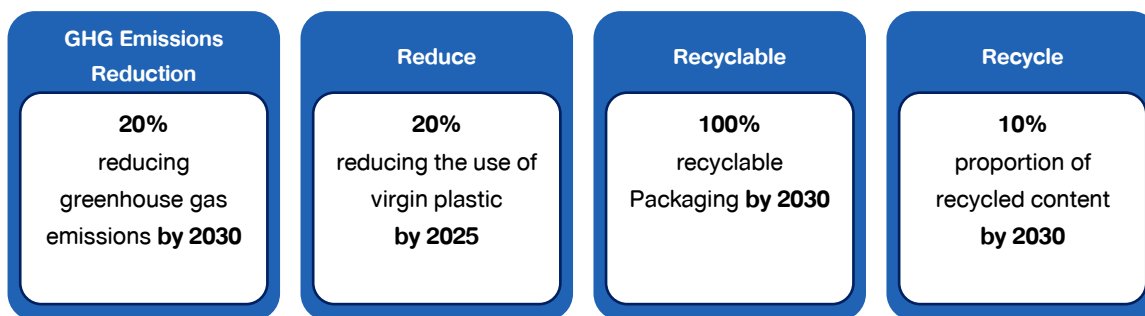 GHG Emissions
Reduction
20%
reducing
greenhouse gas
emissions by 2030
Reduce
20%
reducing the use of
virgin plastic
by 2025
Recyclable
100%
recyclable
Packaging by 2030
Recycle
10%
proportion of
recycled content
by 2030